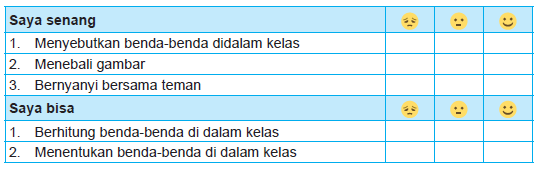 Saya senang
1. Menyebutkan benda-benda didalam kelas
2. Menebali gambar
3. Bernyanyi bersama teman
Saya bisa
1. Berhitung benda-benda di dalam kelas
2. Menentukan benda-benda di dalam kelas